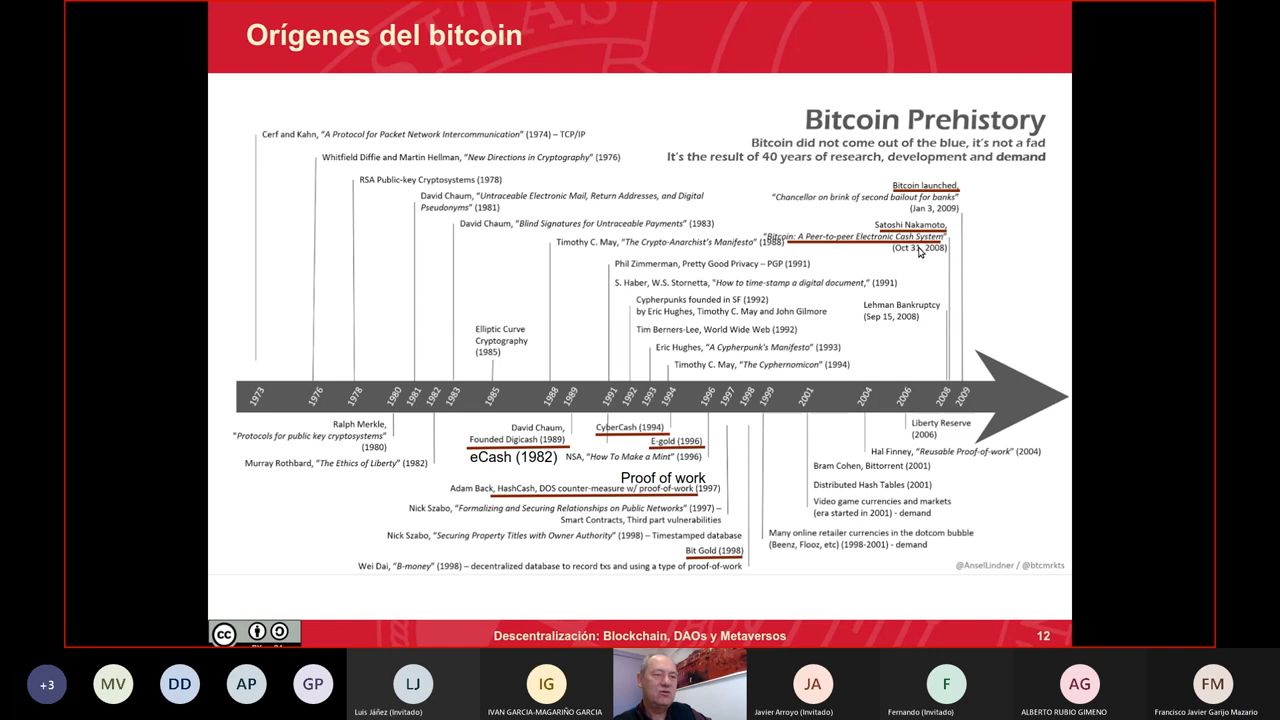 Orígenes del bitcoin
Bitcoin Prehistory
Bitcoin did not come out of the blue, it's not a fad
It's the result of 40 years of research, development and demand
Cerf and Kahn, "A Protocol for Packet Network Intercommunication" (1974) – TCP/IP
Whitfield Diffie and Martin Hellman, "New Directions in Cryptography" (1976)
RSA Public-key Cryptosystems (1978)
David Chaum, "Untraceable Electronic Mail, Return Addresses, and Digital
Pseudonyms" (1981)
David Chaum, "Blind Signatures for Untraceable Payments" (1983)
Timothy C. May, "The Crypto-Anarchist's Manifesto" (1988)
Bitcoin launched,
"Chancellor on brink of second bailout for banks"
(Jan 3, 2009)
Satoshi Nakamoto,
"Bitcoin: A Peer-to-peer Electronic Cash System"
(Oct 31, 2008)
Phil Zimmerman, Pretty Good Privacy – PGP (1991)
S. Haber, W.S. Stornetta, "How to time-stamp a digital document," (1991)
Cypherpunks founded in SF (1992)
by Eric Hughes, Timothy C. May and John Gilmore
Lehman Bankruptcy
(Sep 15, 2008)
Tim Berners-Lee, World Wide Web (1992)
Elliptic Curve
Cryptography
(1985)
Eric Hughes, "A Cypherpunk's Manifesto" (1993)
Timothy C. May, "The Cyphernomicon" (1994)
1973 1976 1978 1980 1981 1982 1983 1985 1988 1989 1991 1992 1993 1994 1996 1997 1998 1999 2001 2004 2006 2008 2009
Ralph Merkle,
"Protocols for public key cryptosystems"
(1980)
Murray Rothbard, "The Ethics of Liberty" (1982)
David Chaum,
Founded Digicash (1989)
eCash (1982)
CyberCash (1994)
E-gold (1996)
NSA, "How To Make a Mint" (1996)
Proof of work
Adam Back, HashCash, DOS counter-measure w/ proof-of-work (1997)
Nick Szabo, "Formalizing and Securing Relationships on Public Networks" (1997) –
Smart Contracts, Third part vulnerabilities
Nick Szabo, "Securing Property Titles with Owner Authority" (1998) – Timestamped database
Bit Gold (1998)
Wei Dai, "B-money" (1998) – decentralized database to record txs and using a type of proof-of-work
Liberty Reserve
(2006)
Hal Finney, "Reusable Proof-of-work" (2004)
Bram Cohen, Bittorrent (2001)
Distributed Hash Tables (2001)
Video game currencies and markets
(era started in 2001) - demand
Many online retailer currencies in the dotcom bubble
(Beenz, Flooz, etc) (1998-2001) - demand
@AnselLindner / @btcmrkts
cc
Descentralización: Blockchain, DAOs y Metaversos
12
+3 MV DD AP GP LJ IG JA F AG FM
Luis Jáñez (Invitado)
IVAN GARCIA-MAGARIÑO GARCIA
Javier Arroyo (Invitado)
Fernando (Invitado)
ALBERTO RUBIO GIMENO
Francisco Javier Garijo Mazario